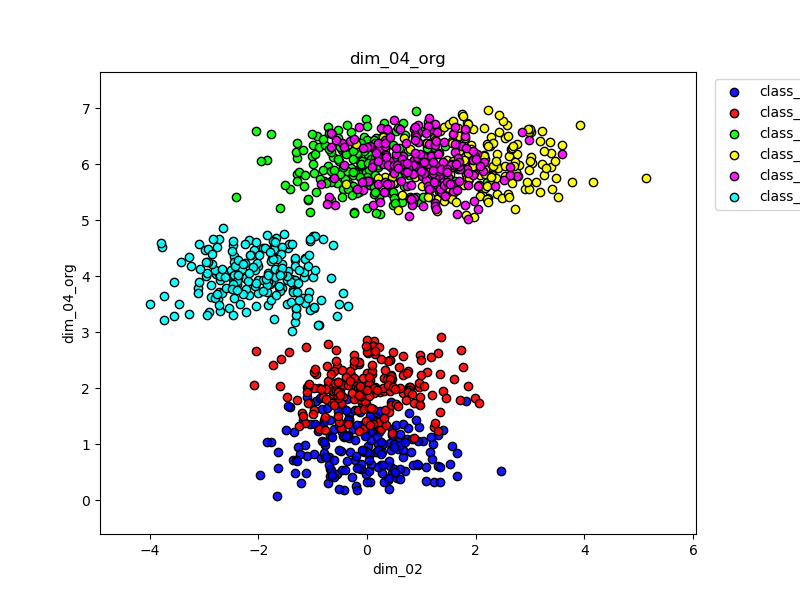 dim_04_org
class_
class_
class_
class_
class_
class_
7
6
5
4
3
2
1
0
dim_04_org
−4 −2 0 2 4 6
dim_02